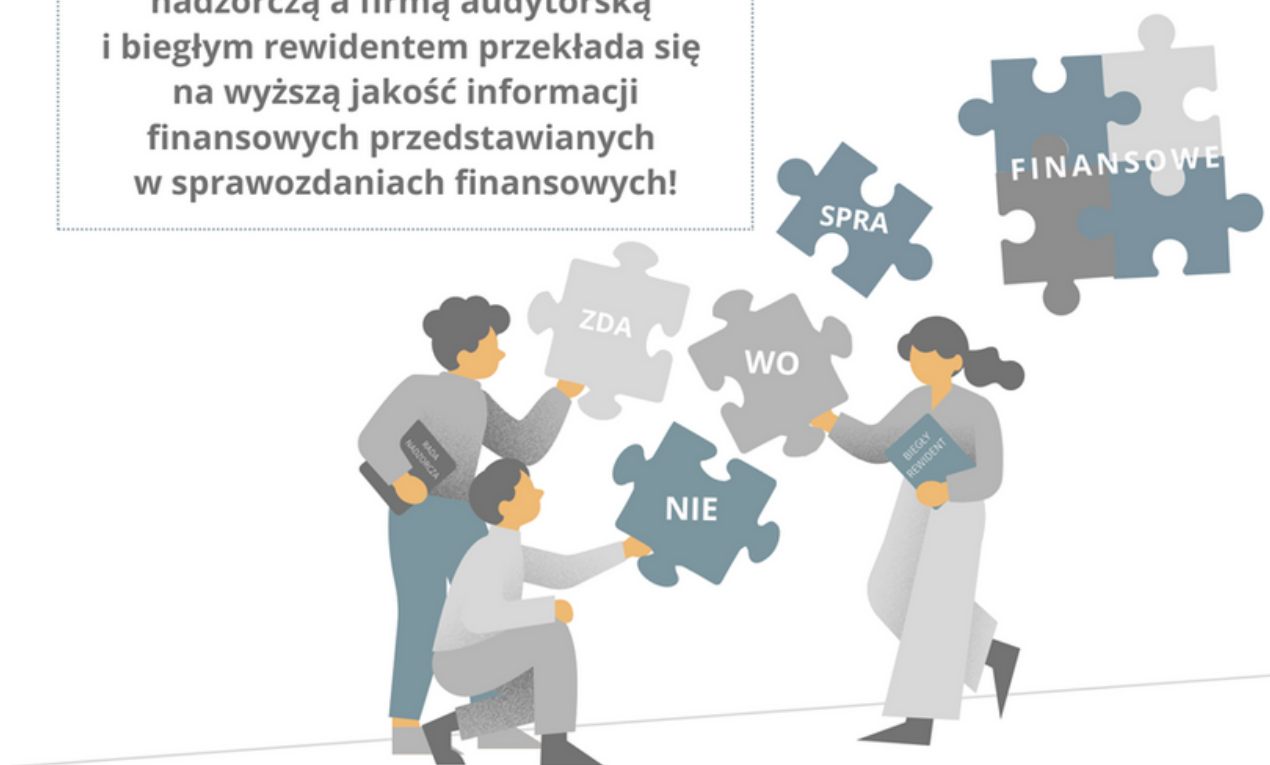 nadzorczą a firmą audytorską
i biegłym rewidentem przekłada się
na wyższą jakość informacji
finansowych przedstawianych
w sprawozdaniach finansowych!
FINANSOWE
SPRA
ZDA
WO
NIE
RADA
NADZORCZA
BIEGŁY
REWIDENT